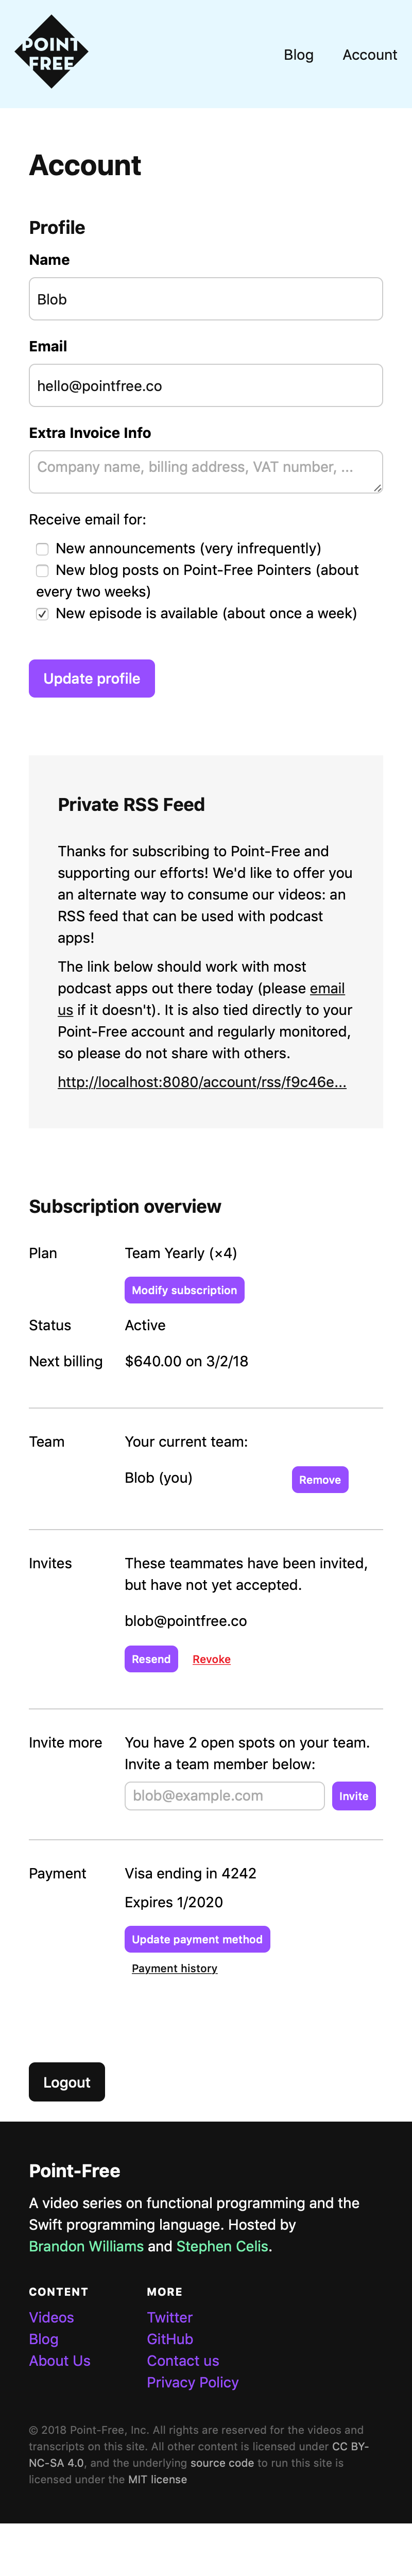 POINT
FREE
Blog Account
Account
Profile
Name
Blob
Email
hello@pointfree.co
Extra Invoice Info
Company name, billing address, VAT number, ...
Receive email for:
New announcements (very infrequently)
New blog posts on Point-Free Pointers (about
every two weeks)
New episode is available (about once a week)
Update profile
Private RSS Feed
Thanks for subscribing to Point-Free and
supporting our efforts! We'd like to offer you
an alternate way to consume our videos: an
RSS feed that can be used with podcast
apps!
The link below should work with most
podcast apps out there today (please email
us if it doesn't). It is also tied directly to your
Point-Free account and regularly monitored,
so please do not share with others.
http://localhost:8080/account/rss/f9c46e...
Subscription overview
Plan Team Yearly (×4)
Modify subscription
Status Active
Next billing $640.00 on 3/2/18
Team Your current team:
Blob (you) Remove
Invites These teammates have been invited,
but have not yet accepted.
blob@pointfree.co
Resend Revoke
Invite more You have 2 open spots on your team.
Invite a team member below:
blob@example.com Invite
Payment Visa ending in 4242
Expires 1/2020
Update payment method
Payment history
Logout
Point-Free
A video series on functional programming and the
Swift programming language. Hosted by
Brandon Williams and Stephen Celis.
CONTENT MORE
Videos Twitter
Blog GitHub
About Us Contact us
Privacy Policy
© 2018 Point-Free, Inc. All rights are reserved for the videos and
transcripts on this site. All other content is licensed under CC BY-
NC-SA 4.0, and the underlying source code to run this site is
licensed under the MIT license